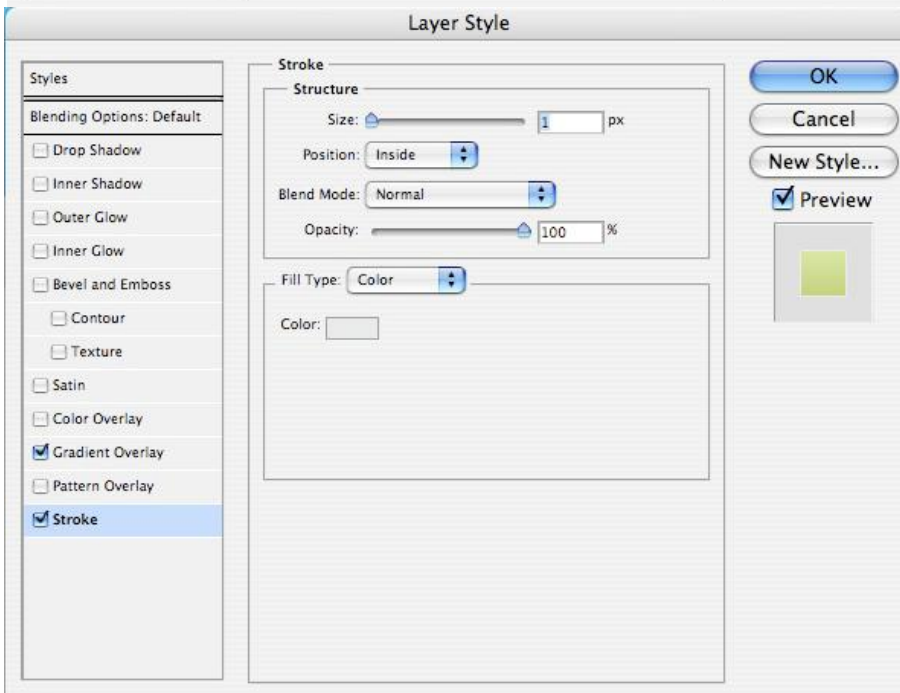 Layer Style
Styles
Blending Options: Default
Drop Shadow
Inner Shadow
Outer Glow
Inner Glow
Bevel and Emboss
Contour
Texture
Satin
Color Overlay
Gradient Overlay
Pattern Overlay
Stroke
Stroke
Structure
Size: 1 px
Position: Inside
Blend Mode: Normal
Opacity: 100 %
Fill Type: Color
Color:
OK
Cancel
New Style...
Preview